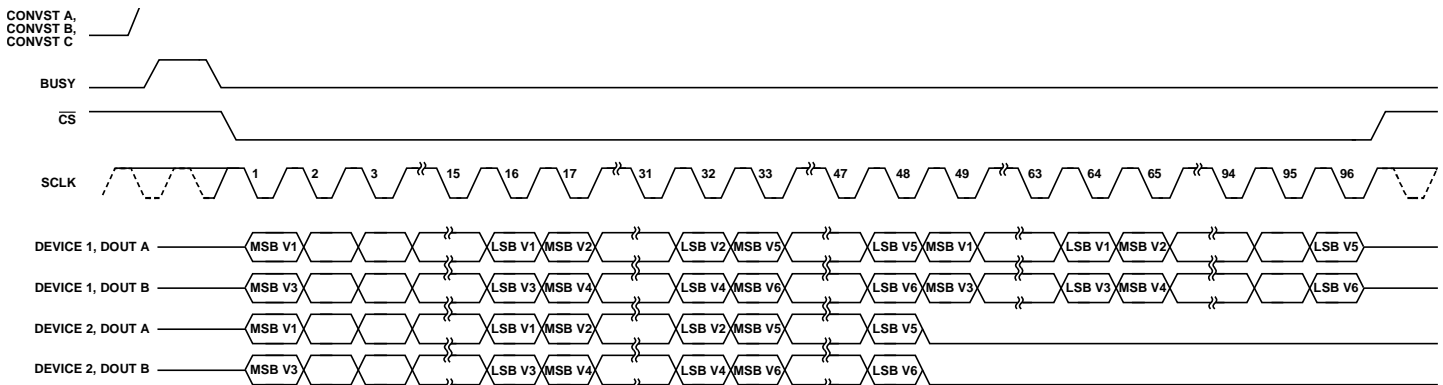 CONVST A,
CONVST B,
CONVST C
BUSY
CS
SCLK 1 2 3 15 16 17 31 32 33 47 48 49 63 64 65 94 95 96
DEVICE 1, DOUT A MSB V1 LSB V1 MSB V2 LSB V2 MSB V5 LSB V5 MSB V1 LSB V1 MSB V2 LSB V5
DEVICE 1, DOUT B MSB V3 LSB V3 MSB V4 LSB V4 MSB V6 LSB V6 MSB V3 LSB V3 MSB V4 LSB V6
DEVICE 2, DOUT A MSB V1 LSB V1 MSB V2 LSB V2 MSB V5 LSB V5
DEVICE 2, DOUT B MSB V3 LSB V3 MSB V4 LSB V4 MSB V6 LSB V6